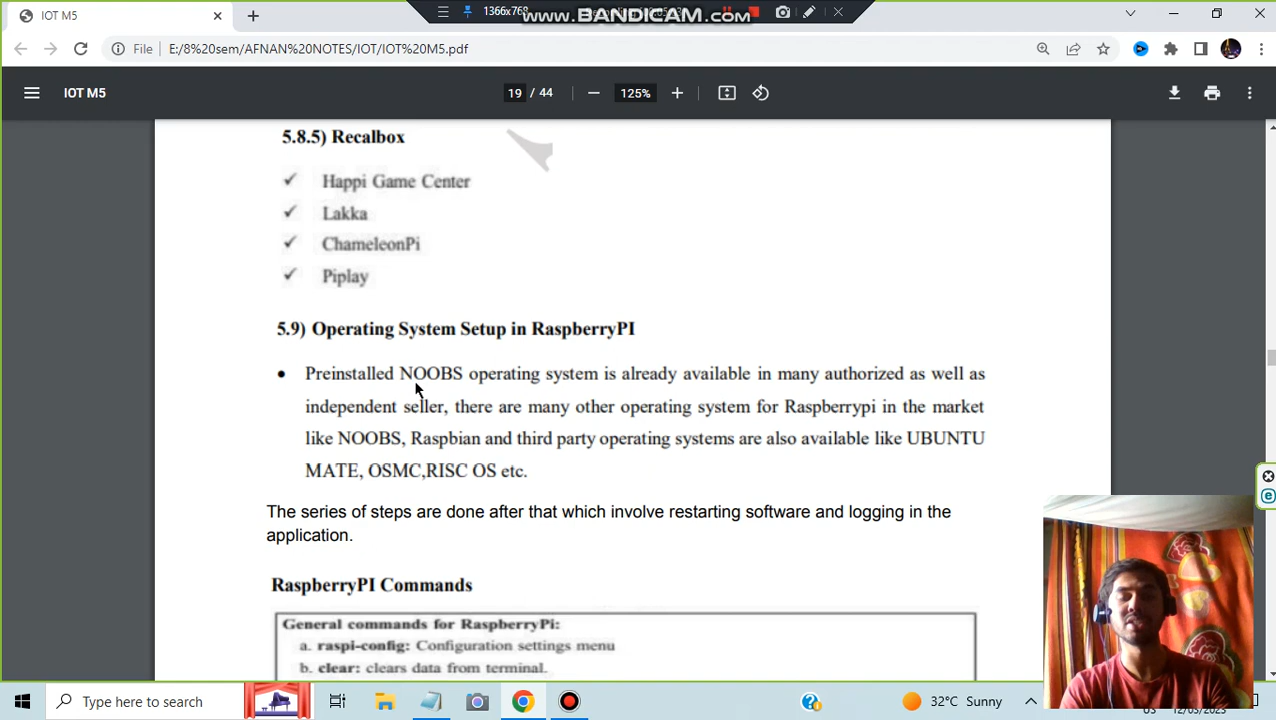 IOT M5
1366x768
www.BANDICAM.com
File
E:/8%20sem/AFNAN%20NOTES/IOT/IOT%20M5.pdf
IOT M5
19 / 44
125%
5.8.5) Recalbox
✓ Happi Game Center
✓ Lakka
✓ ChameleonPi
✓ Piplay
5.9) Operating System Setup in RaspberryPI
• Preinstalled NOOBS operating system is already available in many authorized as well as
independent seller, there are many other operating system for Raspberrypi in the market
like NOOBS, Raspbian and third party operating systems are also available like UBUNTU
MATE, OSMC,RISC OS etc.
The series of steps are done after that which involve restarting software and logging in the
application.
RaspberryPI Commands
General commands for RaspberryPi:
a. raspi-config: Configuration settings menu
b. clear: clears data from terminal.
Type here to search
32°C Sunny